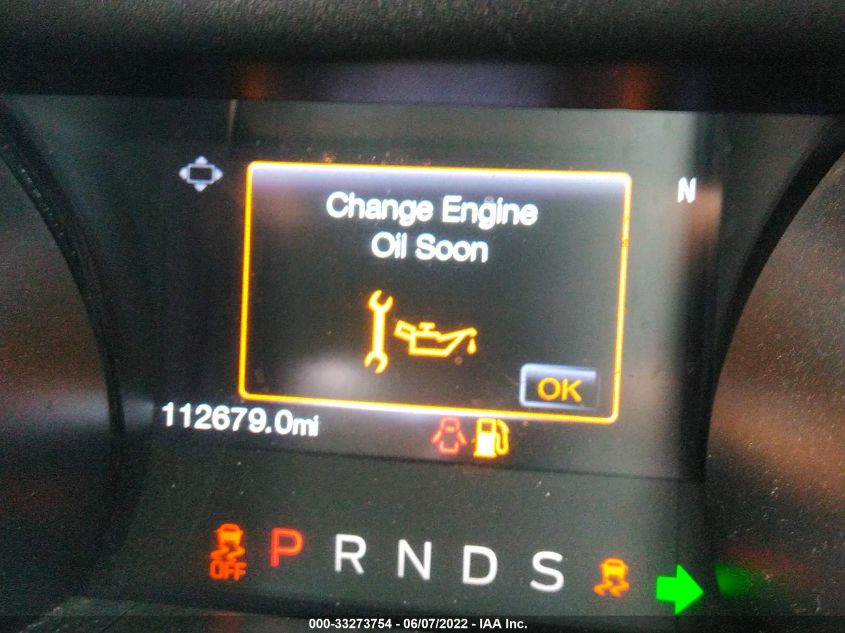 N
Change Engine
Oil Soon
OK
112679.0mi
OFF
P R N D S
000-33273754 - 06/07/2022 - IAA Inc.